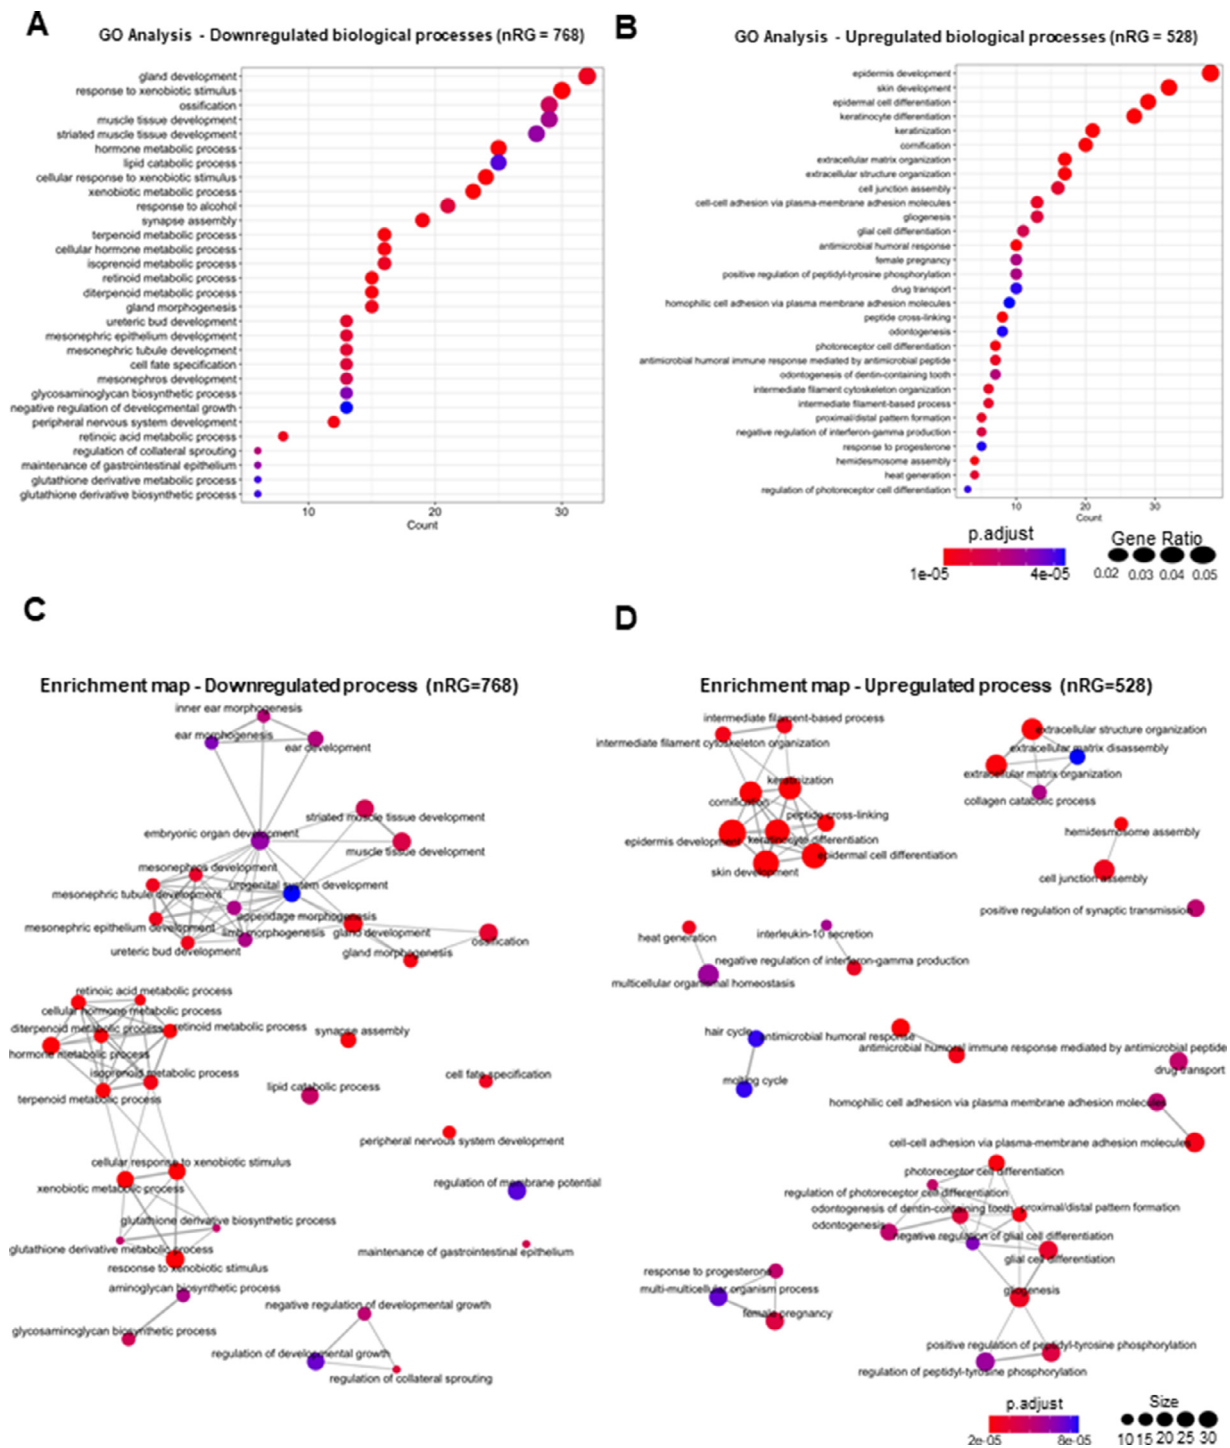 A
GO Analysis - Downregulated biological processes (nRG = 768)
gland development
response to xenobiotic stimulus
ossification
muscle tissue development
striated muscle tissue development
hormone metabolic process
lipid catabolic process
cellular response to xenobiotic stimulus
xenobiotic metabolic process
response to alcohol
synapse assembly
terpenoid metabolic process
cellular hormone metabolic process
isoprenoid metabolic process
retinoid metabolic process
diterpenoid metabolic process
gland morphogenesis
ureteric bud development
mesonephric epithelium development
mesonephric tubule development
cell fate specification
mesonephros development
glycosaminoglycan biosynthetic process
negative regulation of developmental growth
peripheral nervous system development
retinoic acid metabolic process
regulation of collateral sprouting
maintenance of gastrointestinal epithelium
glutathione derivative metabolic process
glutathione derivative biosynthetic process
10 20 30
Count
B
GO Analysis - Upregulated biological processes (nRG = 528)
epidermis development
skin development
epidermal cell differentiation
keratinocyte differentiation
keratinization
cornification
extracellular matrix organization
extracellular structure organization
cell junction assembly
cell-cell adhesion via plasma-membrane adhesion molecules
gliogenesis
glial cell differentiation
antimicrobial humoral response
female pregnancy
positive regulation of peptidyl-tyrosine phosphorylation
drug transport
homophilic cell adhesion via plasma membrane adhesion molecules
peptide cross-linking
odontogenesis
photoreceptor cell differentiation
antimicrobial humoral immune response mediated by antimicrobial peptide
odontogenesis of dentin-containing tooth
intermediate filament cytoskeleton organization
intermediate filament-based process
proximal/distal pattern formation
negative regulation of interferon-gamma production
response to progesterone
hemidesmosome assembly
heat generation
regulation of photoreceptor cell differentiation
10 20 30
Count
p.adjust
1e-05 4e-05
Gene Ratio
0.02 0.03 0.04 0.05
C
Enrichment map - Downregulated process (nRG=768)
inner ear morphogenesis
ear morphogenesis
ear development
striated muscle tissue development
embryonic organ development
muscle tissue development
mesonephros development
urogenital system development
mesonephric tubule development
appendage morphogenesis
mesonephric epithelium development
limb morphogenesis
gland development
ossification
ureteric bud development
gland morphogenesis
retinoic acid metabolic process
cellular hormone metabolic process
diterpenoid metabolic process
retinoid metabolic process
synapse assembly
hormone metabolic process
isoprenoid metabolic process
cell fate specification
lipid catabolic process
terpenoid metabolic process
peripheral nervous system development
cellular response to xenobiotic stimulus
xenobiotic metabolic process
regulation of membrane potential
glutathione derivative biosynthetic process
glutathione derivative metabolic process
maintenance of gastrointestinal epithelium
response to xenobiotic stimulus
aminoglycan biosynthetic process
negative regulation of developmental growth
glycosaminoglycan biosynthetic process
regulation of developmental growth
regulation of collateral sprouting
D
Enrichment map - Upregulated process (nRG=528)
intermediate filament-based process
extracellular structure organization
intermediate filament cytoskeleton organization
extracellular matrix disassembly
extracellular matrix organization
keratinization
cornification
collagen catabolic process
peptide cross-linking
hemidesmosome assembly
epidermis development
keratinocyte differentiation
epidermal cell differentiation
skin development
cell junction assembly
positive regulation of synaptic transmission
heat generation
interleukin-10 secretion
negative regulation of interferon-gamma production
multicellular organismal homeostasis
hair cycle
antimicrobial humoral response
antimicrobial humoral immune response mediated by antimicrobial peptide
drug transport
molting cycle
homophilic cell adhesion via plasma membrane adhesion molecules
cell-cell adhesion via plasma-membrane adhesion molecules
photoreceptor cell differentiation
regulation of photoreceptor cell differentiation
odontogenesis of dentin-containing tooth
proximal/distal pattern formation
odontogenesis
negative regulation of glial cell differentiation
glial cell differentiation
response to progesterone
multi-multicellular organism process
gliogenesis
female pregnancy
positive regulation of peptidyl-tyrosine phosphorylation
regulation of peptidyl-tyrosine phosphorylation
p.adjust
2e-05 8e-05
Size
10 15 20 25 30